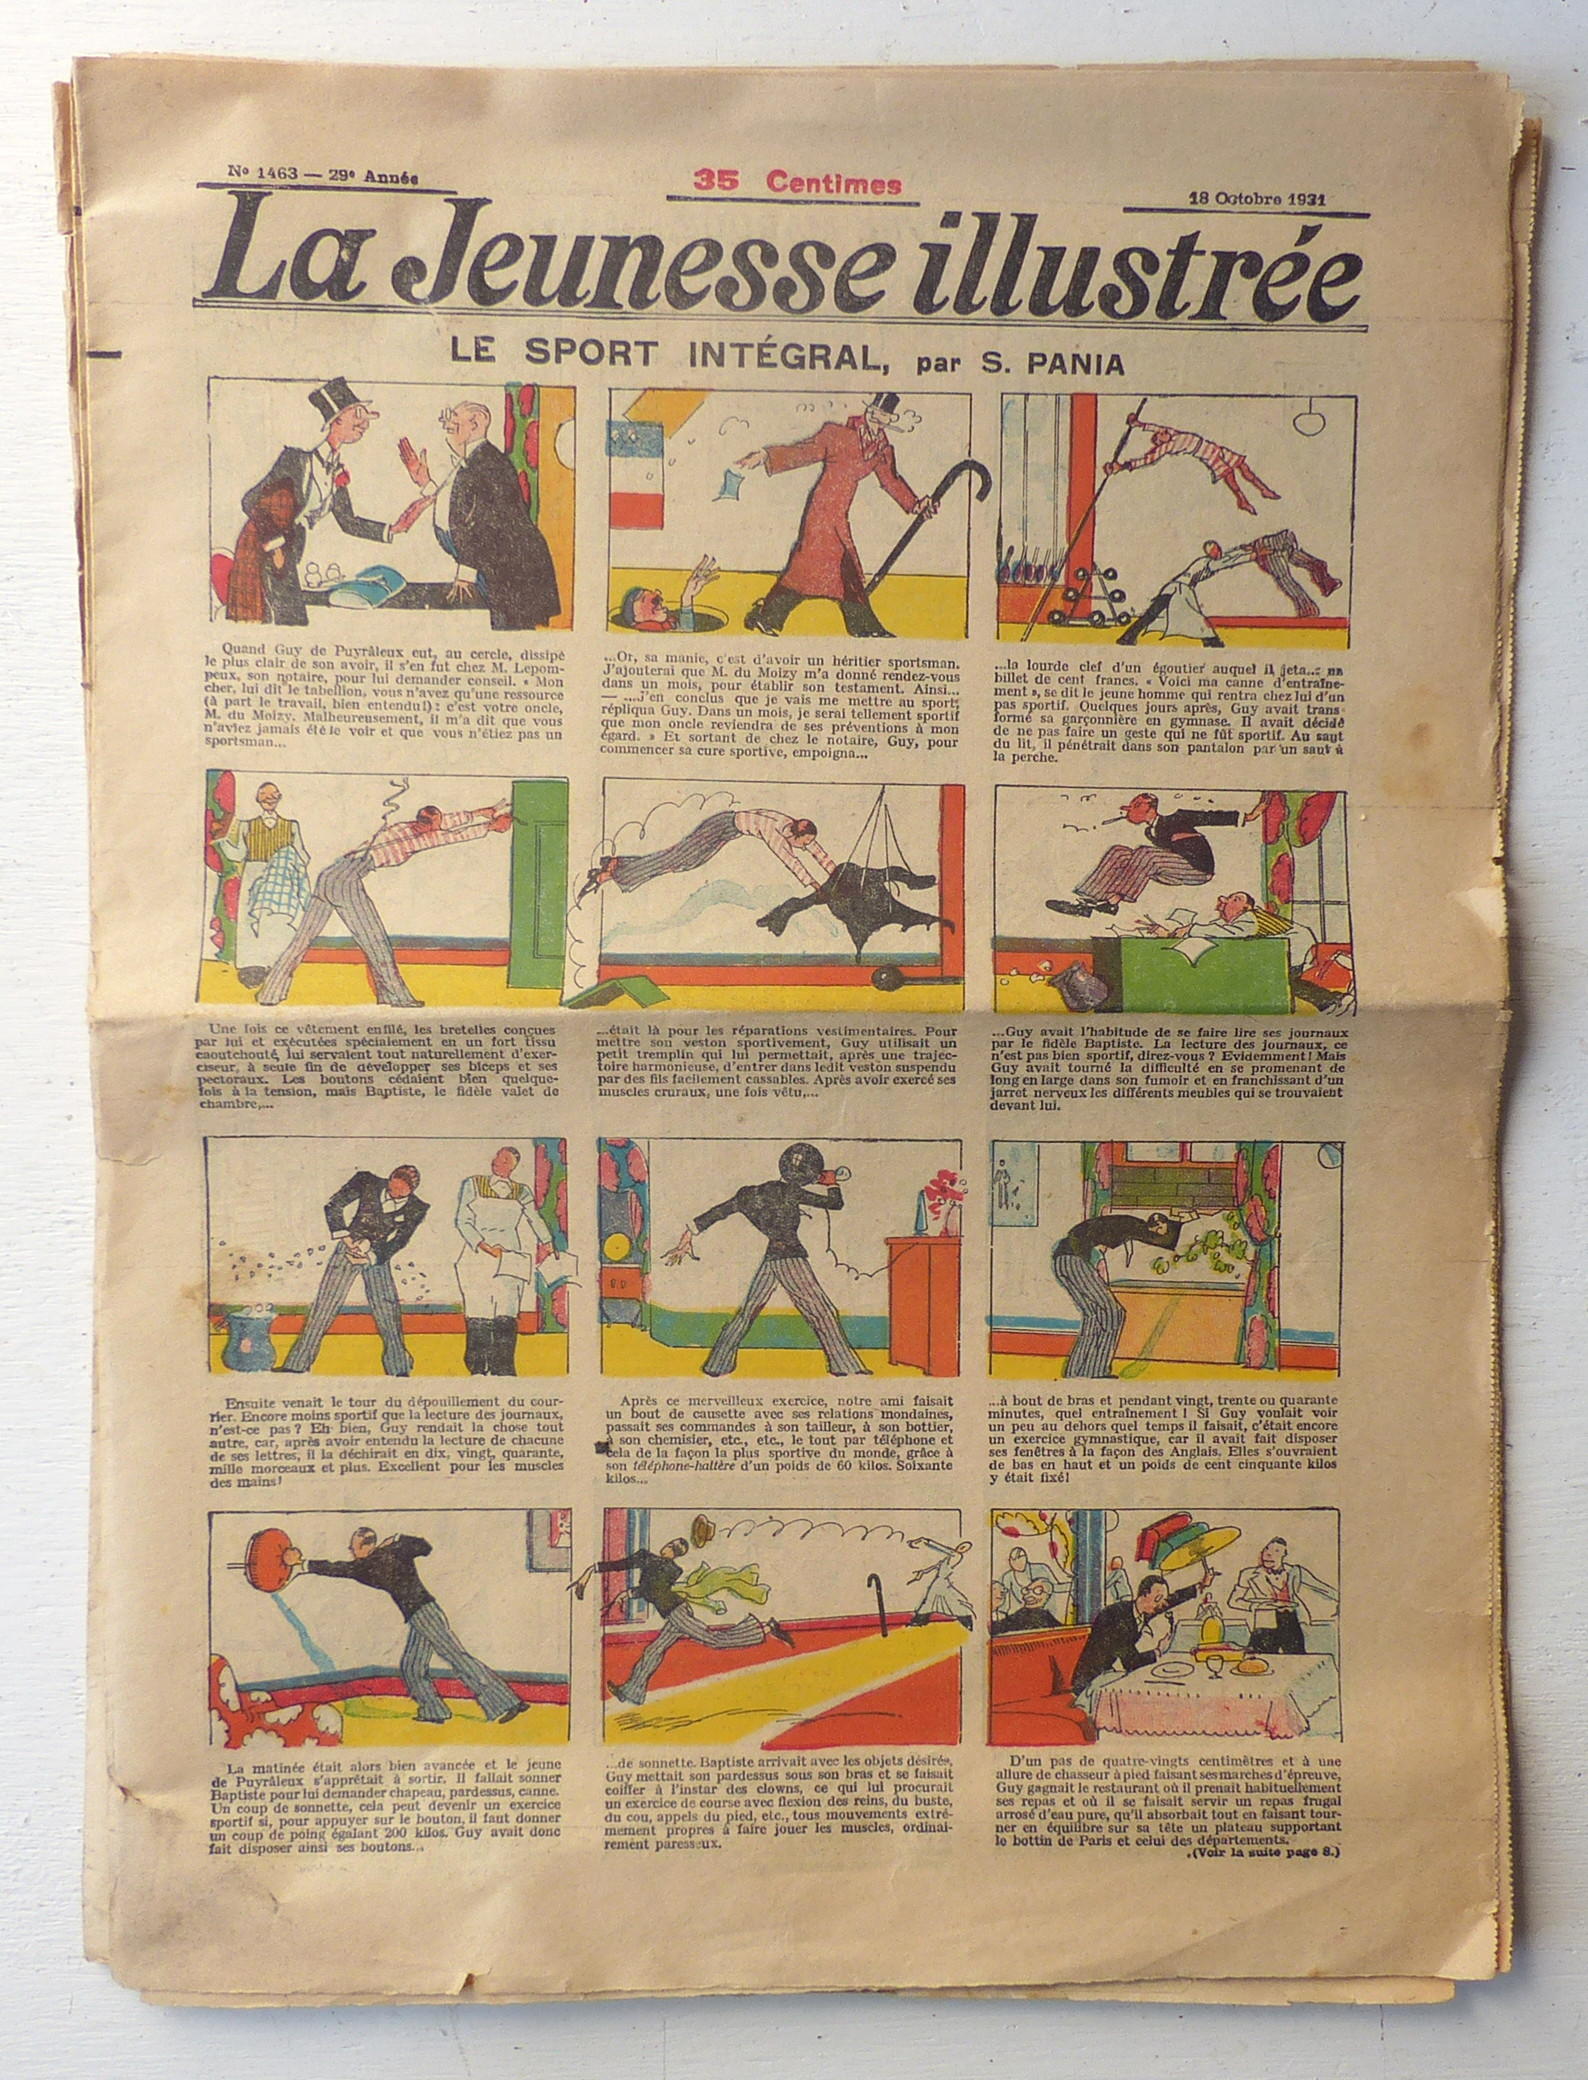 Nº 1463 — 29e Année
35 Centimes
18 Octobre 1931
La Jeunesse illustrée
LE SPORT INTÉGRAL, par S. PANIA
Quand Guy de Puyrâleux eut, au cercle, dissipé
le plus clair de son avoir, il s'en fut chez M. Lepom-
peux, son notaire, pour lui demander conseil. « Mon
cher, lui dit le tabellion, vous n'avez qu'une ressource
(à part le travail, bien entendu!) : c'est votre oncle,
M. du Moizy. Malheureusement, il m'a dit que vous
n'aviez jamais été le voir et que vous n'étiez pas un
sportsman...
...Or, sa manie, c'est d'avoir un héritier sportsman.
J'ajouterai que M. du Moizy m'a donné rendez-vous
dans un mois, pour établir son testament. Ainsi...
— ...J'en conclus que je vais me mettre au sport,
répliqua Guy. Dans un mois, je serai tellement sportif
que mon oncle reviendra de ses préventions à mon
égard. » Et sortant de chez le notaire, Guy, pour
commencer sa cure sportive, empoigna...
...la lourde clef d'un égoutier auquel il jeta... un
billet de cent francs. « Voici ma canne d'entraîne-
ment », se dit le jeune homme qui rentra chez lui d'un
pas sportif. Quelques jours après, Guy avait trans-
formé sa garçonnière en gymnase. Il avait décidé
de ne pas faire un geste qui ne fût sportif. Au saut
du lit, il pénétrait dans son pantalon par un saut à
la perche.
Une fois ce vêtement enfilé, les bretelles conçues
par lui et exécutées spécialement en un fort tissu
caoutchouté, lui servaient tout naturellement d'exer-
ciseur, à seule fin de développer ses biceps et ses
pectoraux. Les boutons cédaient bien quelque-
fois à la tension, mais Baptiste, le fidèle valet de
chambre,...
...était là pour les réparations vestimentaires. Pour
mettre son veston sportivement, Guy utilisait un
petit tremplin qui lui permettait, après une trajec-
toire harmonieuse, d'entrer dans ledit veston suspendu
par des fils facilement cassables. Après avoir exercé ses
muscles cruraux, une fois vêtu,...
...Guy avait l'habitude de se faire lire ses journaux
par le fidèle Baptiste. La lecture des journaux, ce
n'est pas bien sportif, direz-vous ? Evidemment ! Mais
Guy avait tourné la difficulté en se promenant de
long en large dans son fumoir et en franchissant d'un
jarret nerveux les différents meubles qui se trouvaient
devant lui.
Ensuite venait le tour du dépouillement du cour-
rier. Encore moins sportif que la lecture des journaux,
n'est-ce pas ? Eh bien, Guy rendait la chose tout
autre, car, après avoir entendu la lecture de chacune
de ses lettres, il la déchirait en dix, vingt, quarante,
mille morceaux et plus. Excellent pour les muscles
des mains !
Après ce merveilleux exercice, notre ami faisait
un bout de causette avec ses relations mondaines,
passait ses commandes à son tailleur, à son bottier,
à son chemisier, etc., etc., le tout par téléphone et
cela de la façon la plus sportive du monde, grâce à
son téléphone-haltère d'un poids de 60 kilos. Soixante
kilos...
...à bout de bras et pendant vingt, trente ou quarante
minutes, quel entraînement ! Si Guy voulait voir
un peu au dehors quel temps il faisait, c'était encore
un exercice gymnastique, car il avait fait disposer
ses fenêtres à la façon des Anglais. Elles s'ouvraient
de bas en haut et un poids de cent cinquante kilos
y était fixé !
La matinée était alors bien avancée et le jeune
de Puyrâleux s'apprêtait à sortir. Il fallait sonner
Baptiste pour lui demander chapeau, pardessus, canne.
Un coup de sonnette, cela peut devenir un exercice
sportif si, pour appuyer sur le bouton, il faut donner
un coup de poing égalant 200 kilos. Guy avait donc
fait disposer ainsi ses boutons...
...de sonnette. Baptiste arrivait avec les objets désirés,
Guy mettait son pardessus sous son bras et se faisait
coiffer à l'instar des clowns, ce qui lui procurait
un exercice de course avec flexion des reins, du buste,
du cou, appels du pied, etc., tous mouvements extrê-
mement propres à faire jouer les muscles, ordinai-
rement paresseux.
D'un pas de quatre-vingts centimètres et à une
allure de chasseur à pied faisant ses marches d'épreuve,
Guy gagnait le restaurant où il prenait habituellement
ses repas et où il se faisait servir un repas frugal
arrosé d'eau pure, qu'il absorbait tout en faisant tour-
ner en équilibre sur sa tête un plateau supportant
le bottin de Paris et celui des départements.
(Voir la suite page 8.)